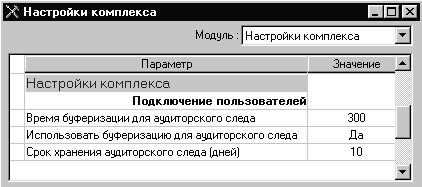 Настройки комплекса
Модуль : Настройки комплекса
Параметр Значение
Настройки комплекса
Подключение пользователей
Время буферизации для аудиторского следа 300
Использовать буферизацию для аудиторского следа Да
Срок хранения аудиторского следа (дней) 10